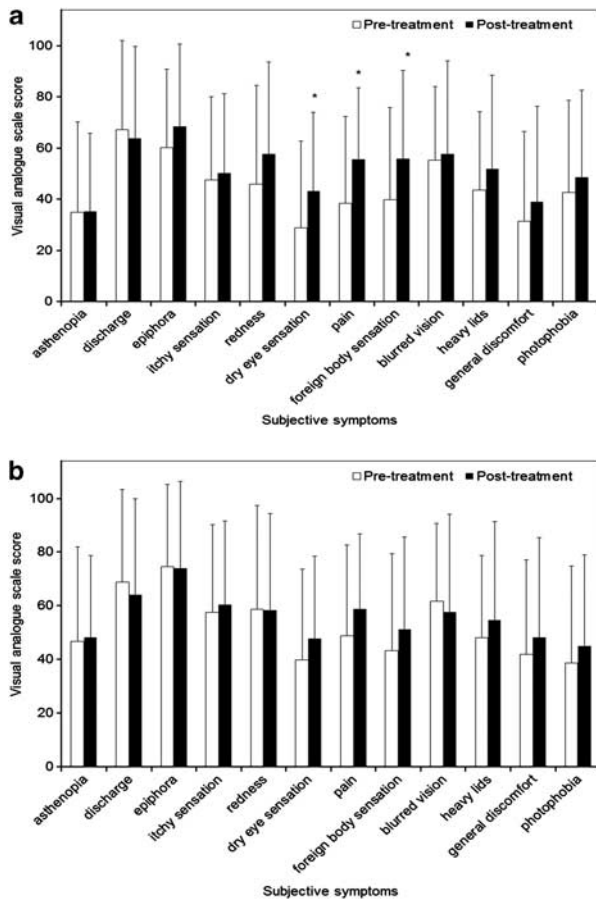 a
Pre-treatment Post-treatment
Visual analogue scale score
100
80
60
40
20
0
* * *
asthenopia
discharge
epiphora
itchy sensation
redness
dry eye sensation
pain
foreign body sensation
blurred vision
heavy lids
general discomfort
photophobia
Subjective symptoms
b
Pre-treatment Post-treatment
Visual analogue scale score
100
80
60
40
20
0
asthenopia
discharge
epiphora
itchy sensation
redness
dry eye sensation
pain
foreign body sensation
blurred vision
heavy lids
general discomfort
photophobia
Subjective symptoms